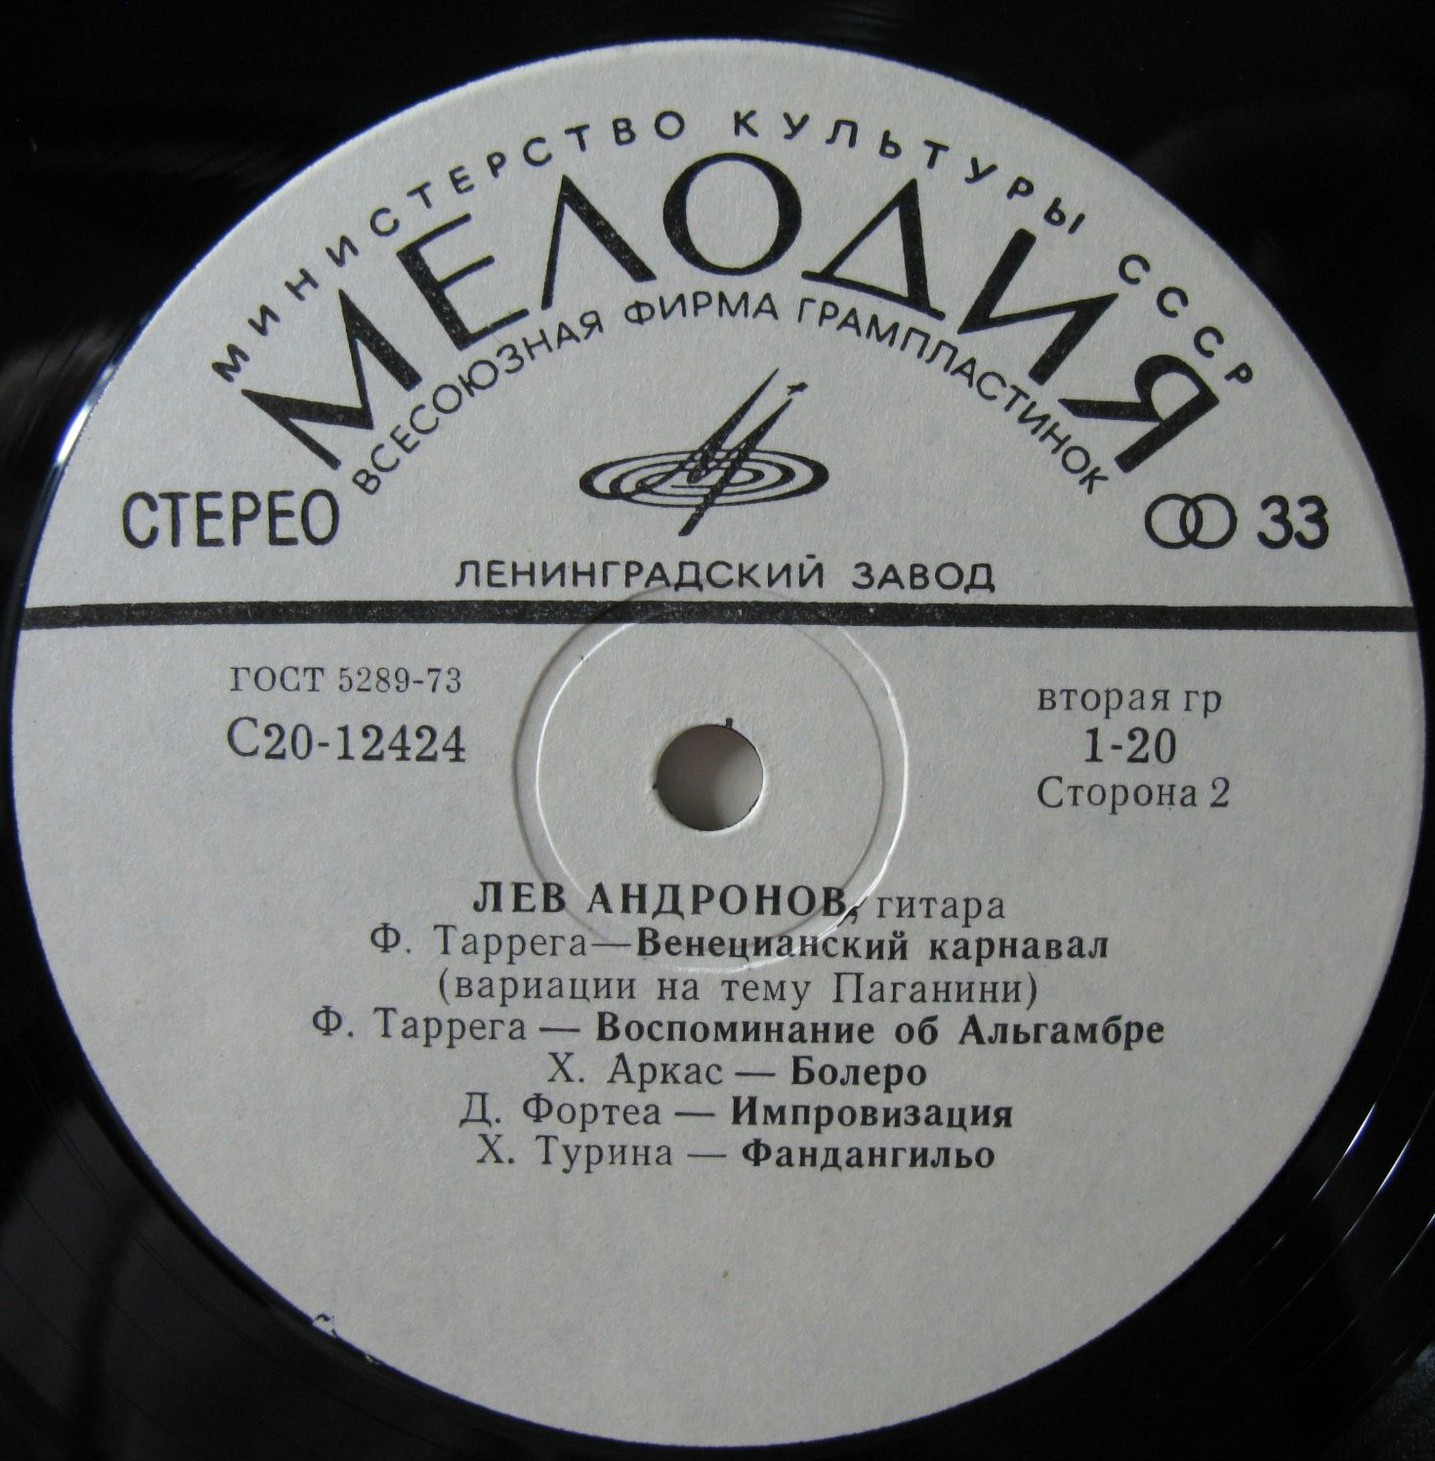 МИНИСТЕРСТВО КУЛЬТУРЫ СССР
МЕЛОДИЯ
ВСЕСОЮЗНАЯ ФИРМА ГРАМПЛАСТИНОК
СТЕРЕО
33
ЛЕНИНГРАДСКИЙ ЗАВОД
ГОСТ 5289-73
С20-12424
вторая гр
1-20
Сторона 2
ЛЕВ АНДРОНОВ, гитара
Ф. Таррега—Венецианский карнавал
(вариации на тему Паганини)
Ф. Таррега — Воспоминание об Альгамбре
Х. Аркас — Болеро
Д. Фортеа — Импровизация
Х. Турина — Фандангильо